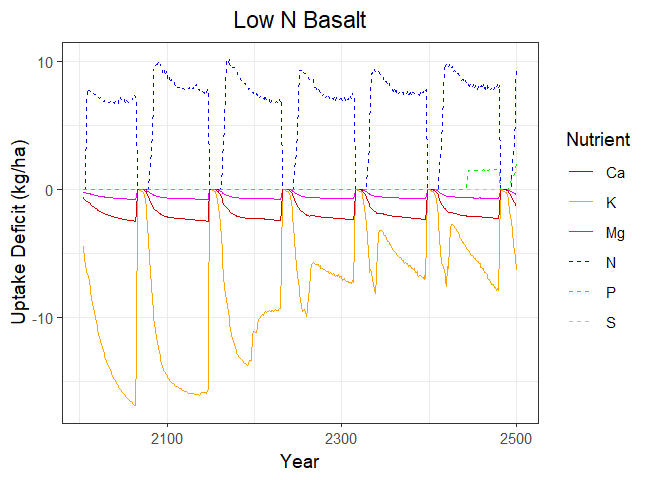 Low N Basalt
Uptake Deficit (kg/ha)
10
0
-10
2100
2300
2500
Year
Nutrient
Ca
K
Mg
N
P
S